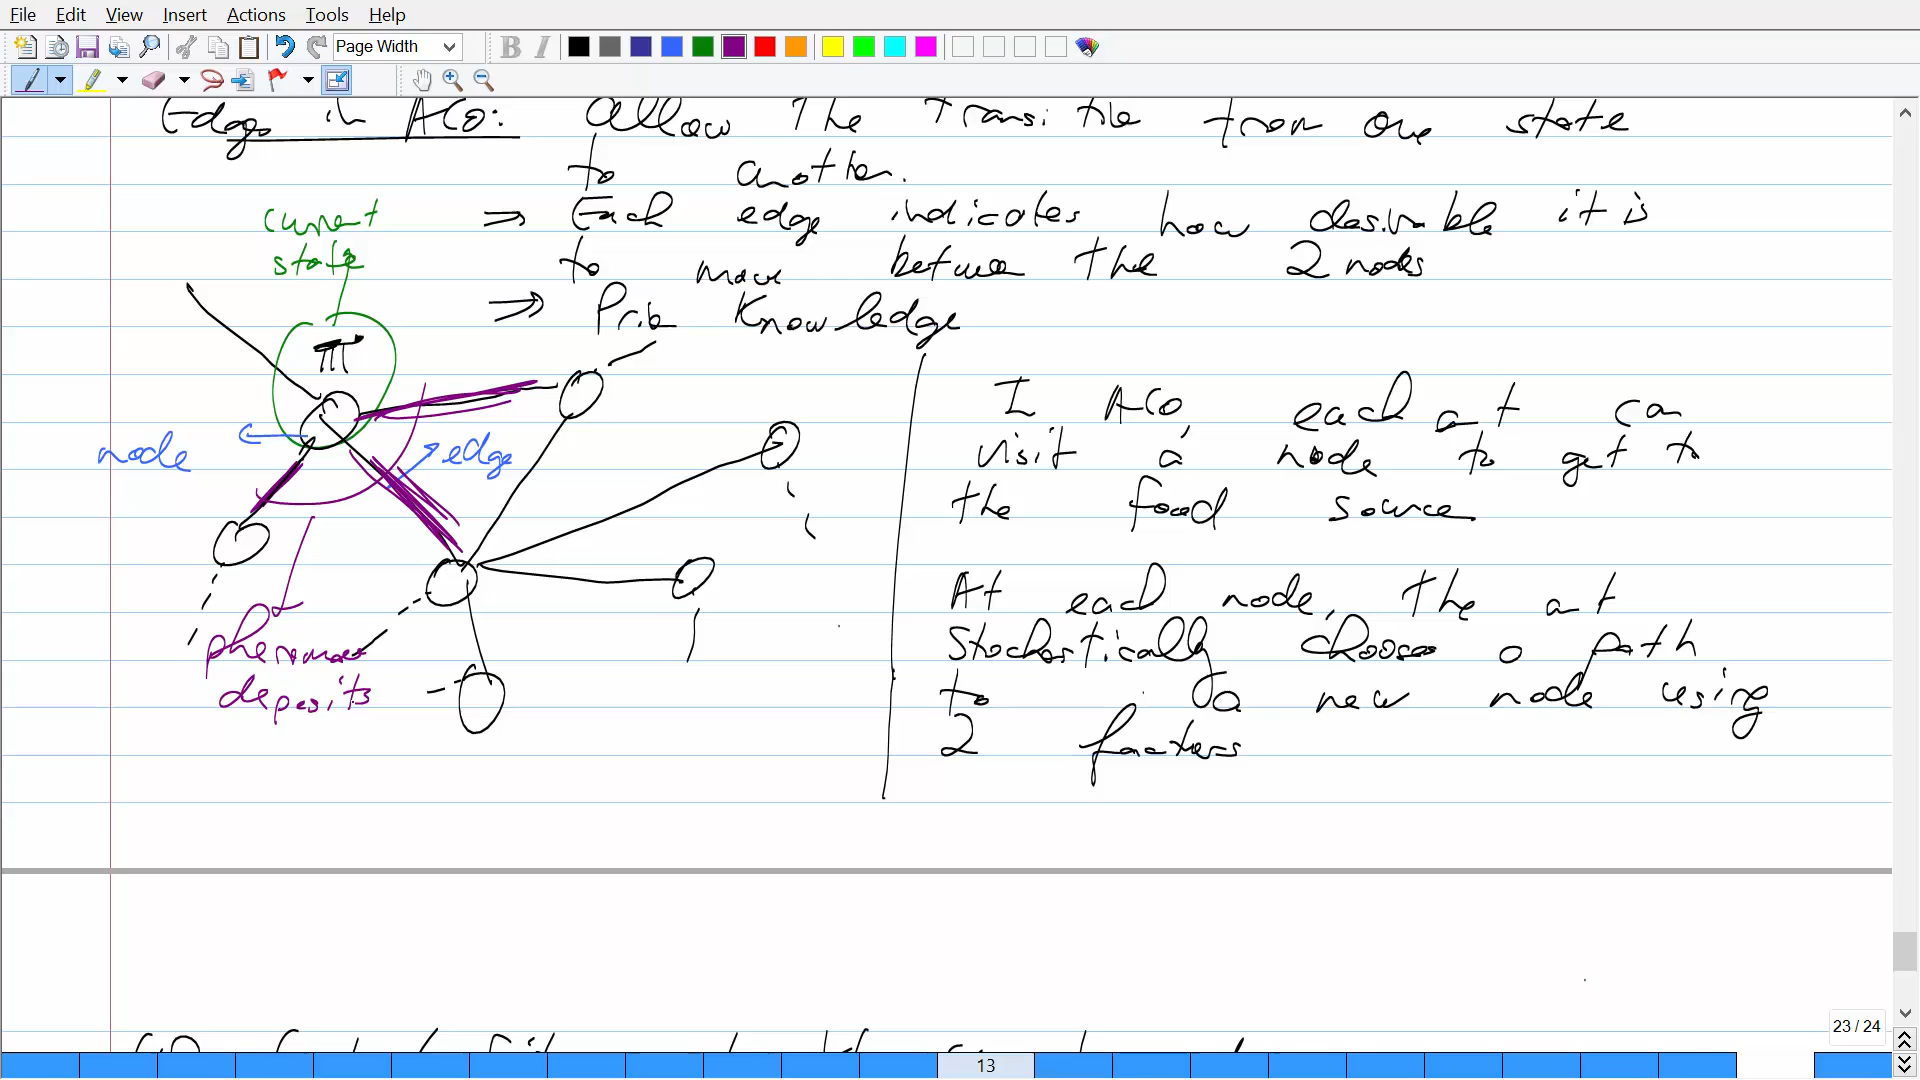 File Edit View Insert Actions Tools Help
Page Width
B I
Edges in ACO: allow the from one state
to another.
current
state
⇒ Each edge indicates how desirable it is
to move between the 2 nodes
⇒ Prior Knowledge
π
node
edge
pheromone
deposits
I ACO, each ant can
visit a node to get to
the food source
At each node, the ant
stochastically chooses a path
to a new node using
2 factors
23 / 24
13